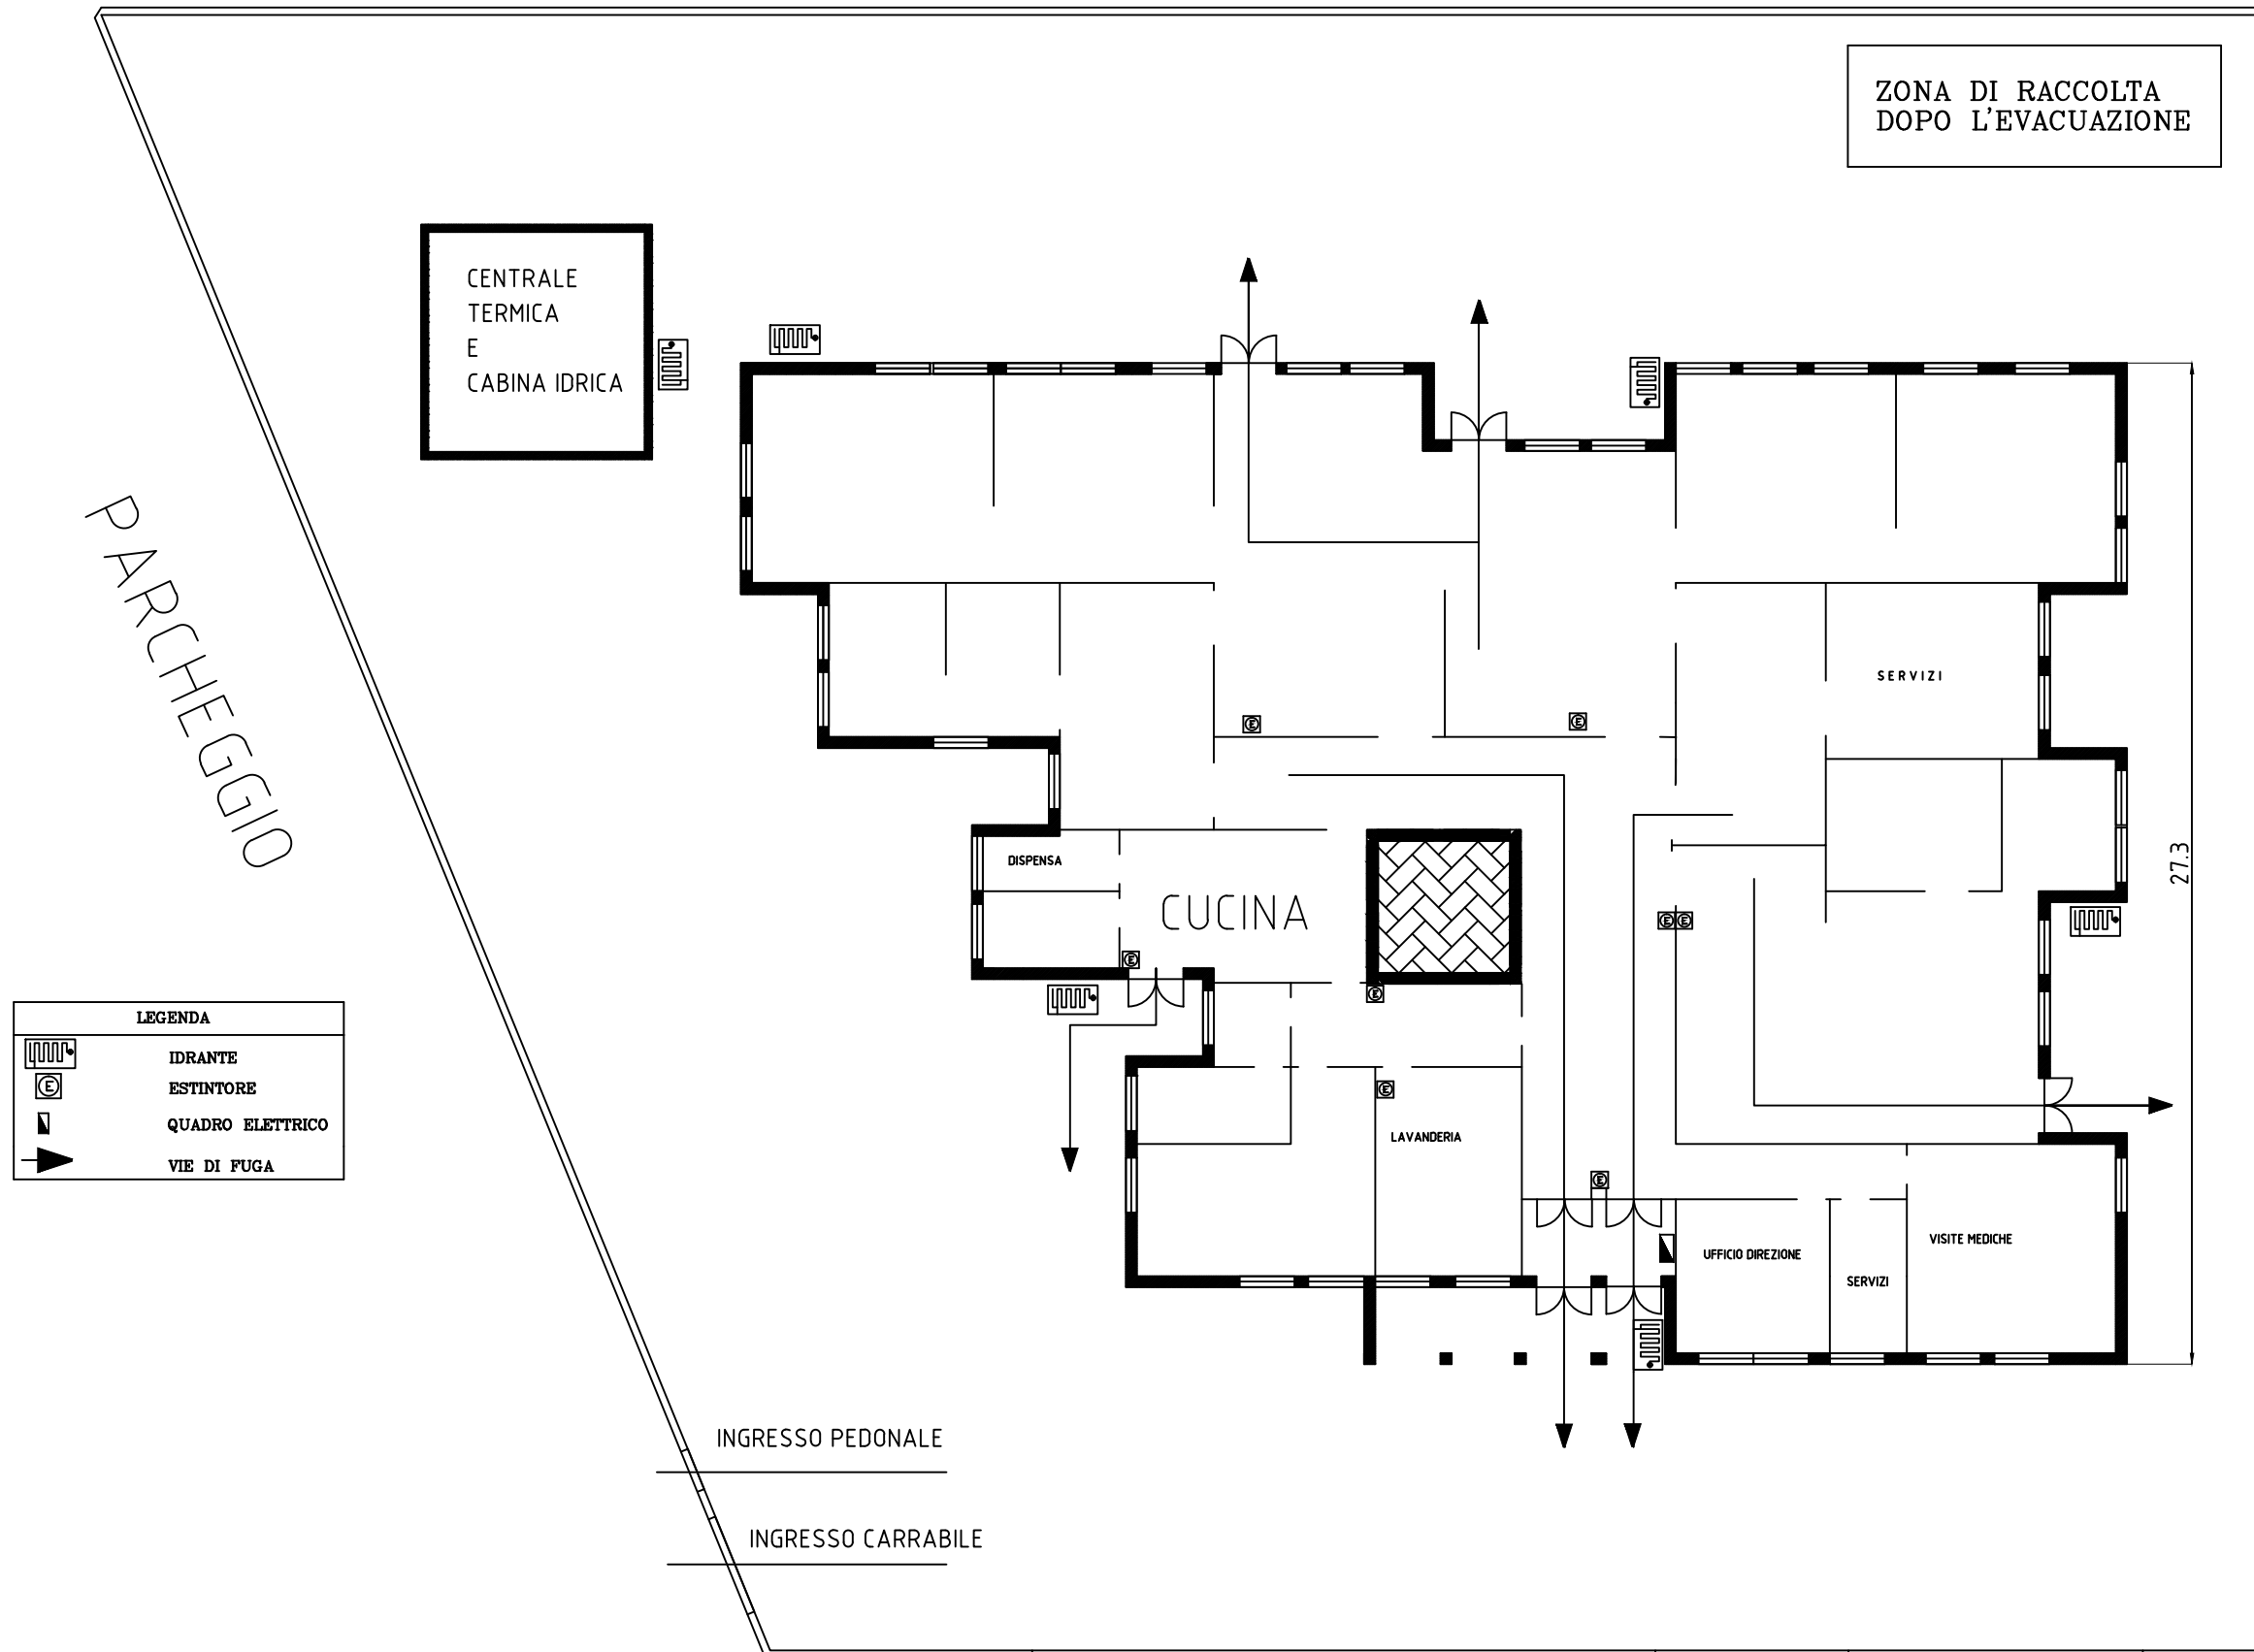 ZONA DI RACCOLTA
DOPO L'EVACUAZIONE
CENTRALE
TERMICA
E
CABINA IDRICA
PARCHEGGIO
SERVIZI
27.3
DISPENSA
CUCINA
E
E
E
E
E
E
E
E
LEGENDA
IDRANTE
E
ESTINTORE
QUADRO ELETTRICO
VIE DI FUGA
LAVANDERIA
UFFICIO DIREZIONE
SERVIZI
VISITE MEDICHE
INGRESSO PEDONALE
INGRESSO CARRABILE